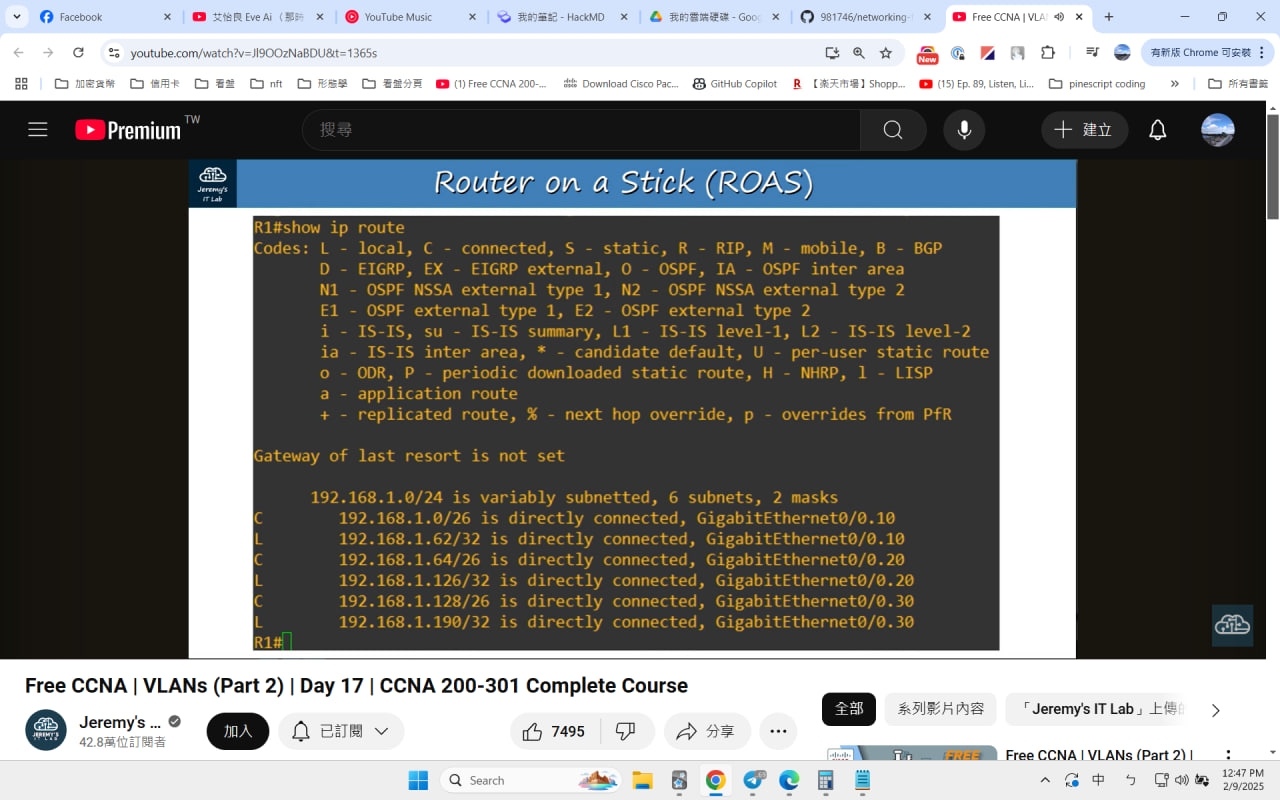 Facebook
艾怡良 Eve Ai （那時
YouTube Music
我的筆記 - HackMD
我的雲端硬碟 - Goog
981746/networking-
Free CCNA | VLA
youtube.com/watch?v=Jl9OOzNaBDU&t=1365s
New
有新版 Chrome 可安裝
加密貨幣
信用卡
看盤
nft
形態學
看盤分頁
(1) Free CCNA 200-...
Download Cisco Pac...
GitHub Copilot
【楽天市場】Shopp...
(15) Ep. 89, Listen, Li...
pinescript coding
»
所有書籤
Premium TW
搜尋
建立
Jeremy's
IT Lab
Router on a Stick (ROAS)
R1#show ip route
Codes: L - local, C - connected, S - static, R - RIP, M - mobile, B - BGP
D - EIGRP, EX - EIGRP external, O - OSPF, IA - OSPF inter area
N1 - OSPF NSSA external type 1, N2 - OSPF NSSA external type 2
E1 - OSPF external type 1, E2 - OSPF external type 2
i - IS-IS, su - IS-IS summary, L1 - IS-IS level-1, L2 - IS-IS level-2
ia - IS-IS inter area, * - candidate default, U - per-user static route
o - ODR, P - periodic downloaded static route, H - NHRP, l - LISP
a - application route
+ - replicated route, % - next hop override, p - overrides from PfR
Gateway of last resort is not set
192.168.1.0/24 is variably subnetted, 6 subnets, 2 masks
C 192.168.1.0/26 is directly connected, GigabitEthernet0/0.10
L 192.168.1.62/32 is directly connected, GigabitEthernet0/0.10
C 192.168.1.64/26 is directly connected, GigabitEthernet0/0.20
L 192.168.1.126/32 is directly connected, GigabitEthernet0/0.20
C 192.168.1.128/26 is directly connected, GigabitEthernet0/0.30
L 192.168.1.190/32 is directly connected, GigabitEthernet0/0.30
R1#
Free CCNA | VLANs (Part 2) | Day 17 | CCNA 200-301 Complete Course
Jeremy's ...
42.8萬位訂閱者
加入
已訂閱
7495
分享
全部
系列影片內容
「Jeremy's IT Lab」上傳的
FREE
Free CCNA | VLANs (Part 2) |
Search
中
12:47 PM
2/9/2025